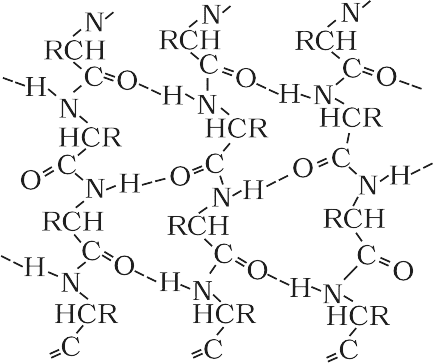 N N N
RCH RCH RCH
C O C O C O
H N H N H N
HCR HCR HCR
C C C
O N H O N H O N H
RCH RCH RCH
C O C O C O
H N H N H N
HCR HCR HCR
C C C